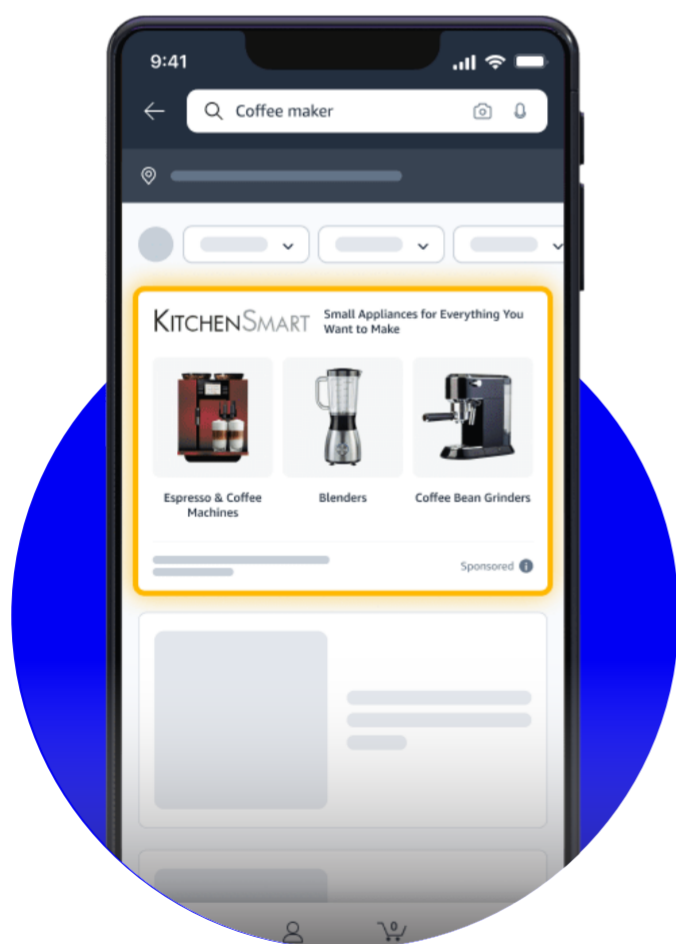 9:41
Coffee maker
KITCHENSMART
Small Appliances for Everything You
Want to Make
Espresso & Coffee
Machines
Blenders
Coffee Bean Grinders
Sponsored
0